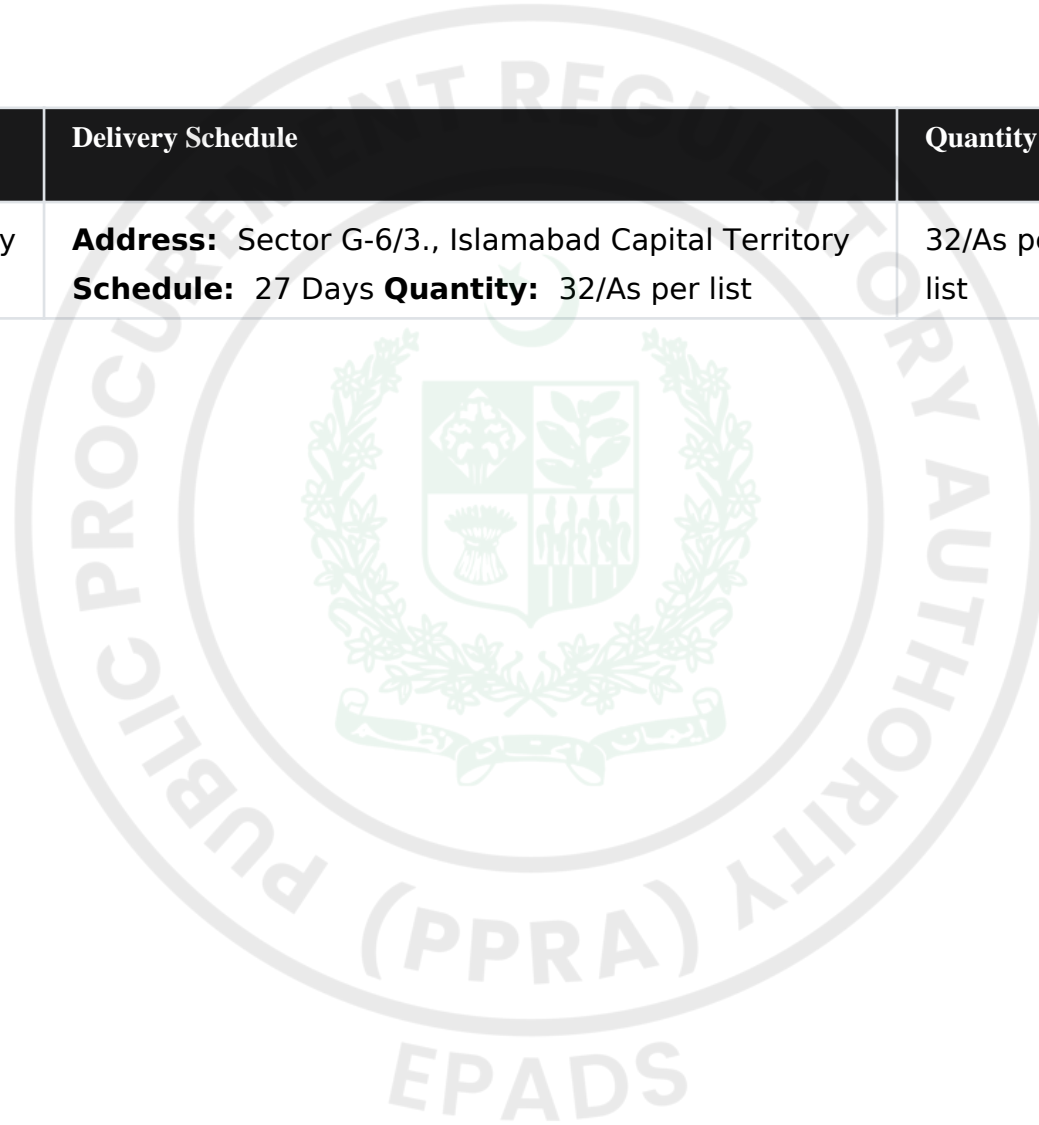 Delivery Schedule Quantity
y Address: Sector G-6/3., Islamabad Capital Territory 32/As pe
Schedule: 27 Days Quantity: 32/As per list list
PUBLIC PROCUREMENT REGULATORY AUTHORITY
(PPRA)
EPADS